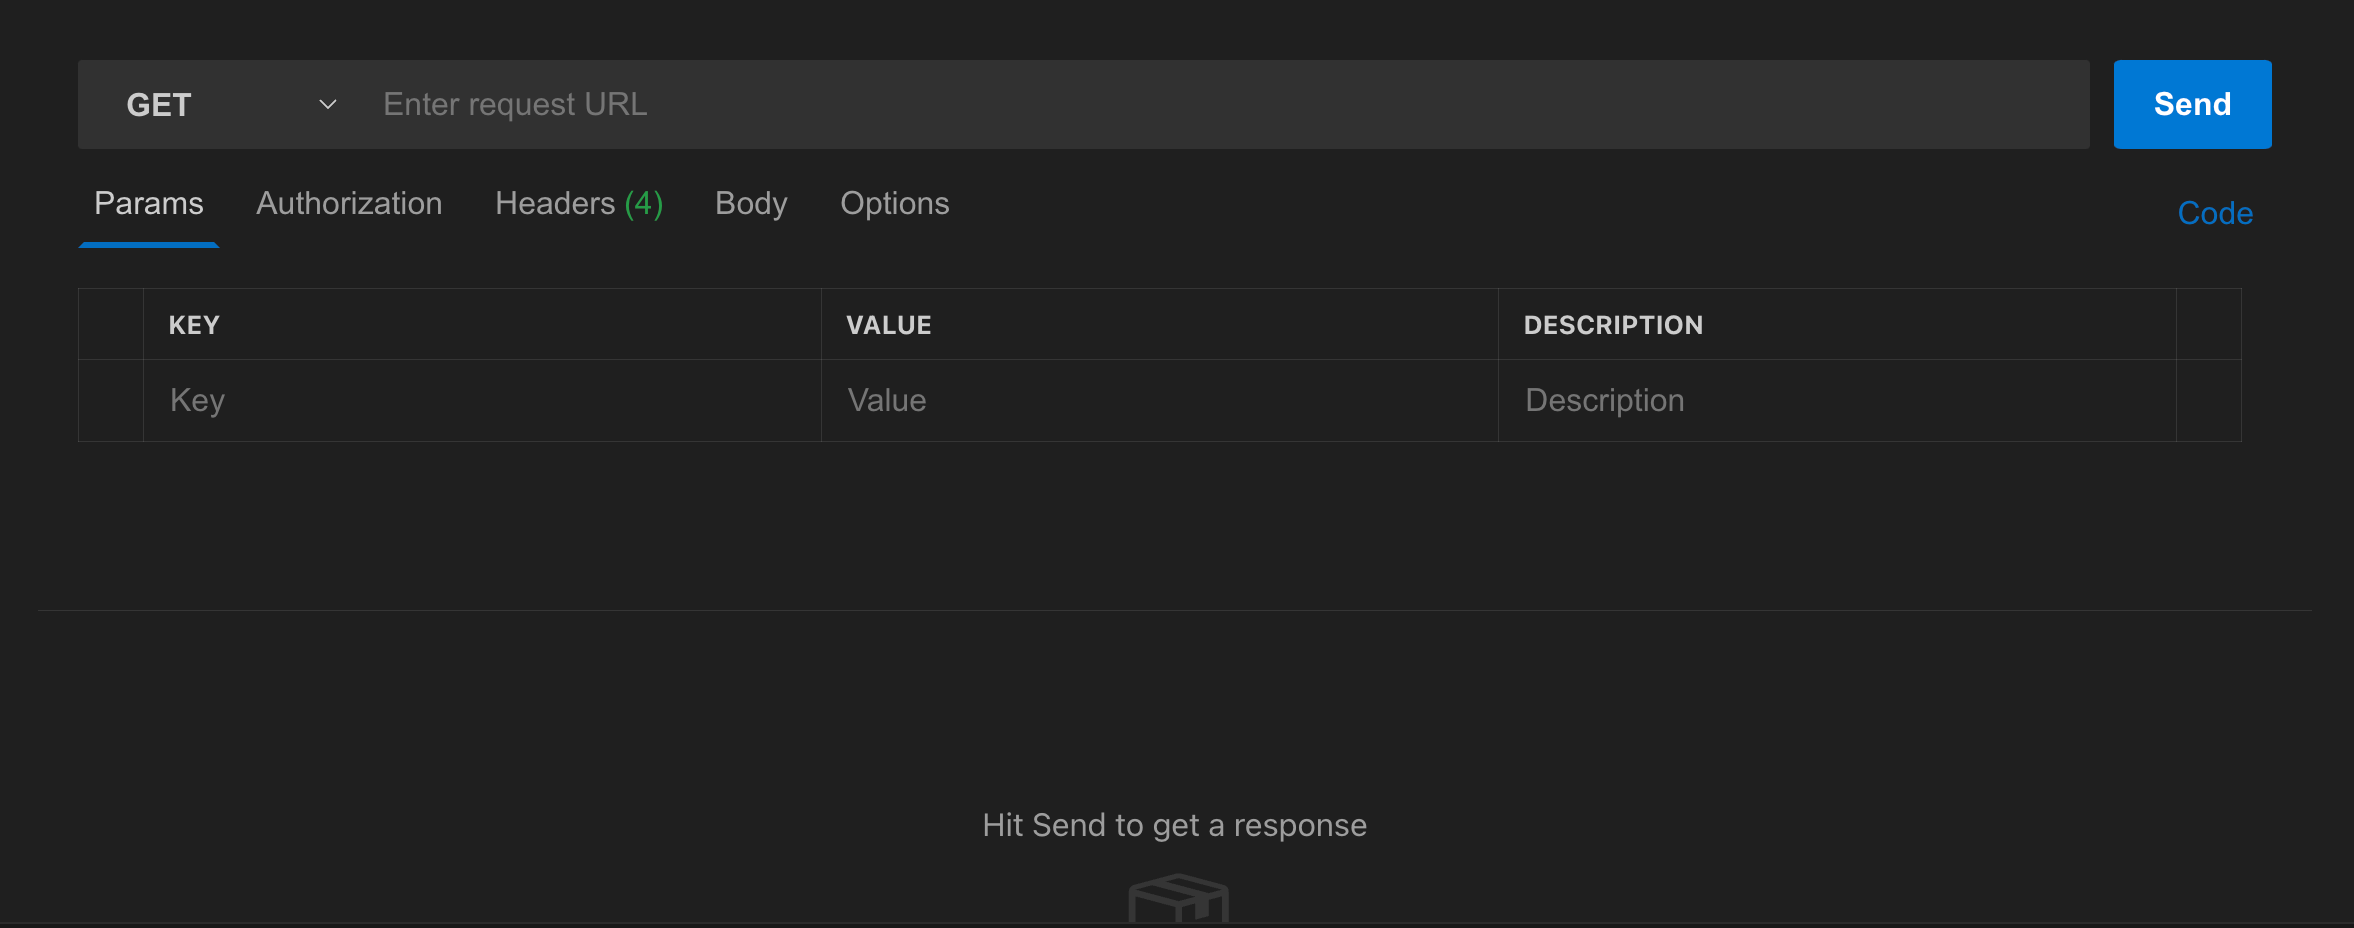 GET Enter request URL Send
Params Authorization Headers (4) Body Options Code
KEY VALUE DESCRIPTION
Key Value Description
Hit Send to get a response